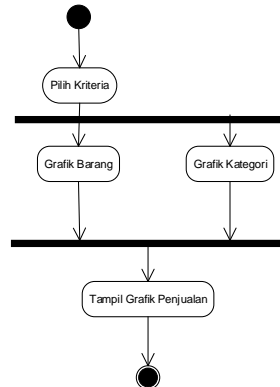 Pilih Kriteria
Grafik Barang
Grafik Kategori
Tampil Grafik Penjualan